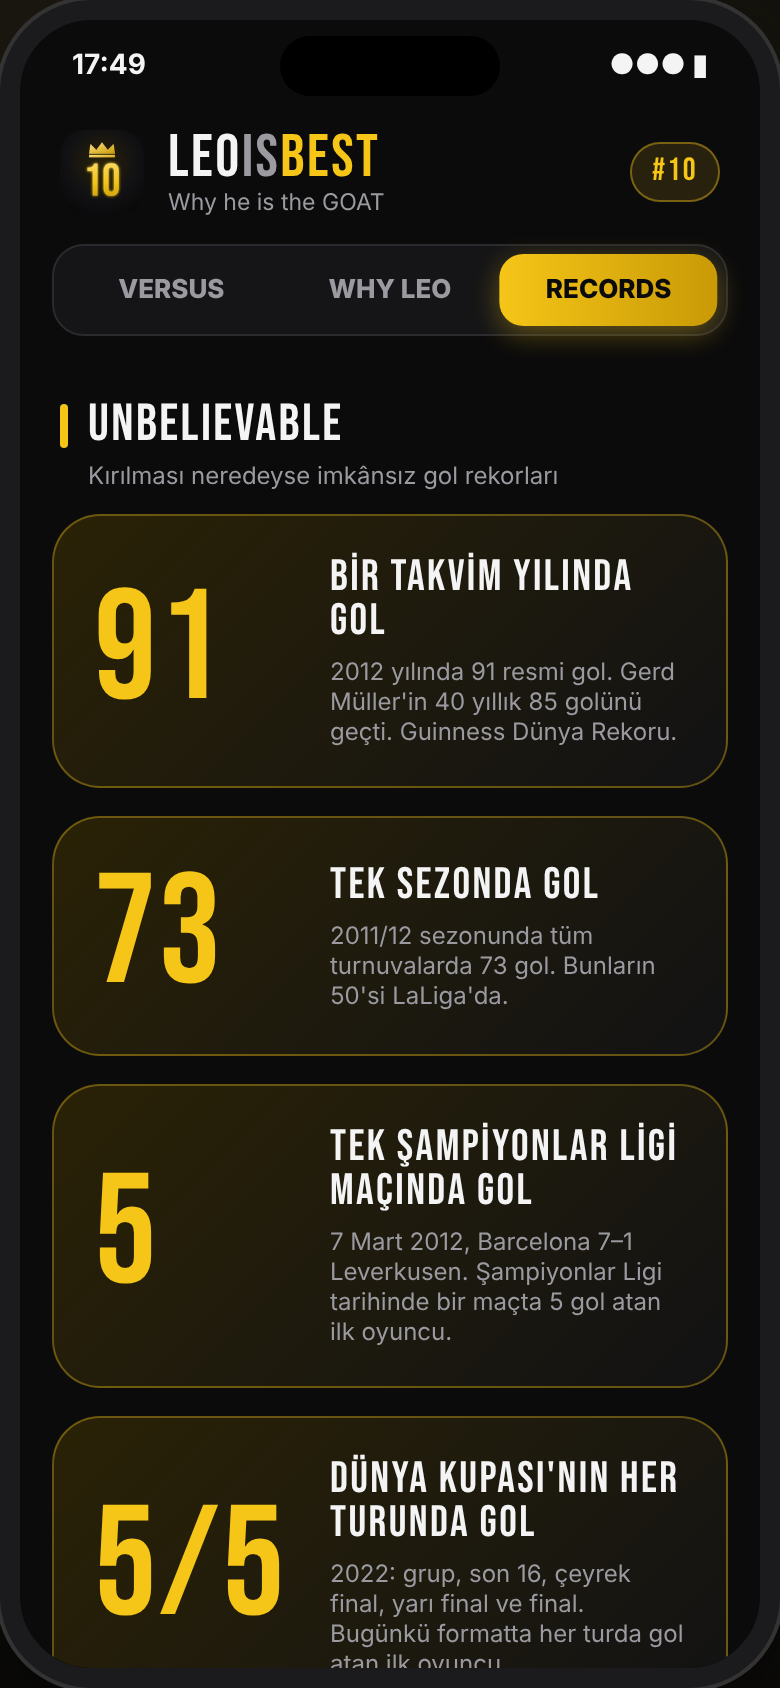 17:49
10
LEOISBEST
Why he is the GOAT
#10
VERSUS
WHY LEO
RECORDS
UNBELIEVABLE
Kırılması neredeyse imkânsız gol rekorları
91
BİR TAKVİM YILINDA
GOL
2012 yılında 91 resmi gol. Gerd
Müller'in 40 yıllık 85 golünü
geçti. Guinness Dünya Rekoru.
73
TEK SEZONDA GOL
2011/12 sezonunda tüm
turnuvalarda 73 gol. Bunların
50'si LaLiga'da.
5
TEK ŞAMPİYONLAR LİGİ
MAÇINDA GOL
7 Mart 2012, Barcelona 7–1
Leverkusen. Şampiyonlar Ligi
tarihinde bir maçta 5 gol atan
ilk oyuncu.
5/5
DÜNYA KUPASI'NIN HER
TURUNDA GOL
2022: grup, son 16, çeyrek
final, yarı final ve final.
Bugünkü formatta her turda gol
atan ilk oyuncu